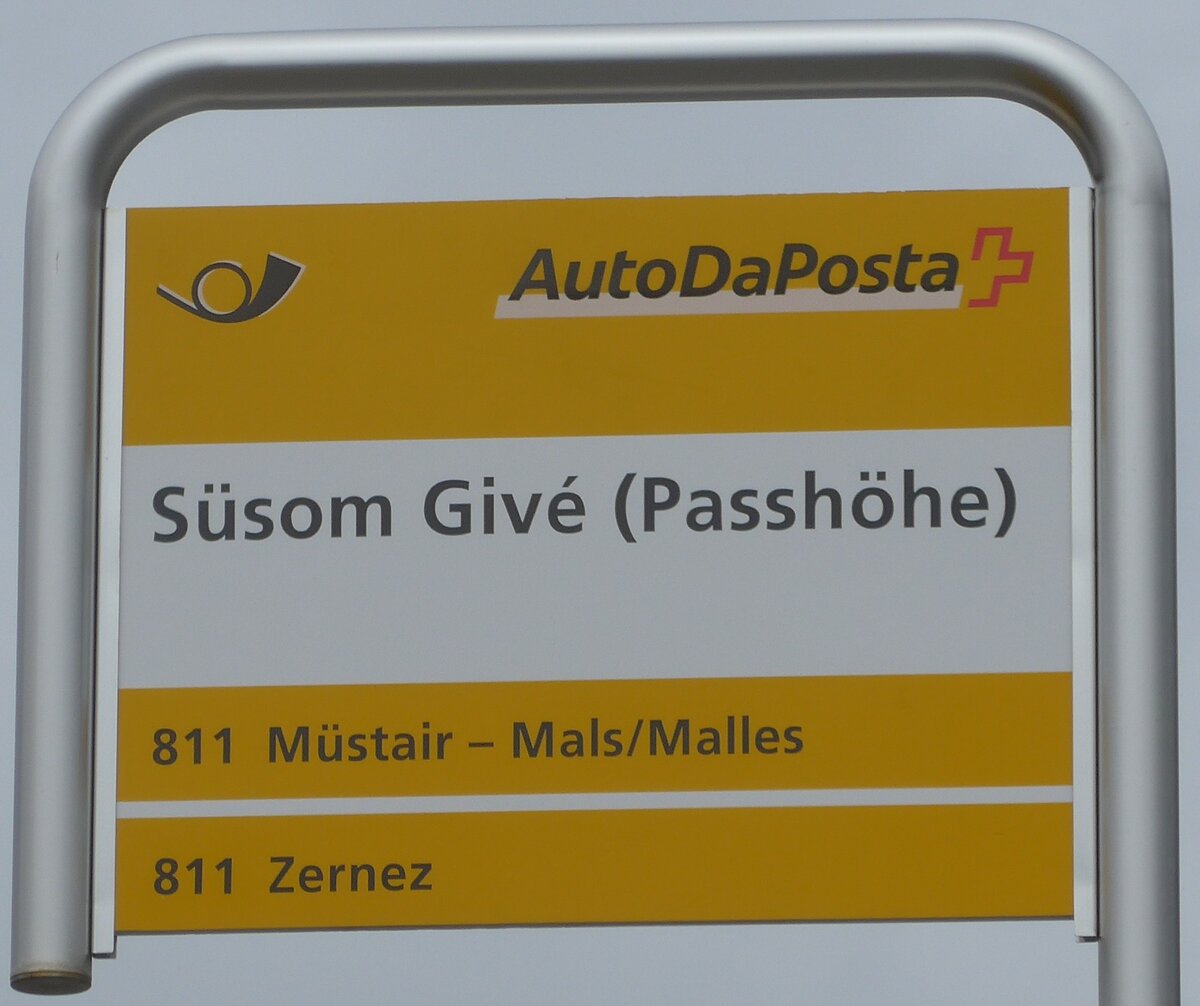 AutoDaPosta
Süsom Givé (Passhöhe)
811 Müstair – Mals/Malles
811 Zernez